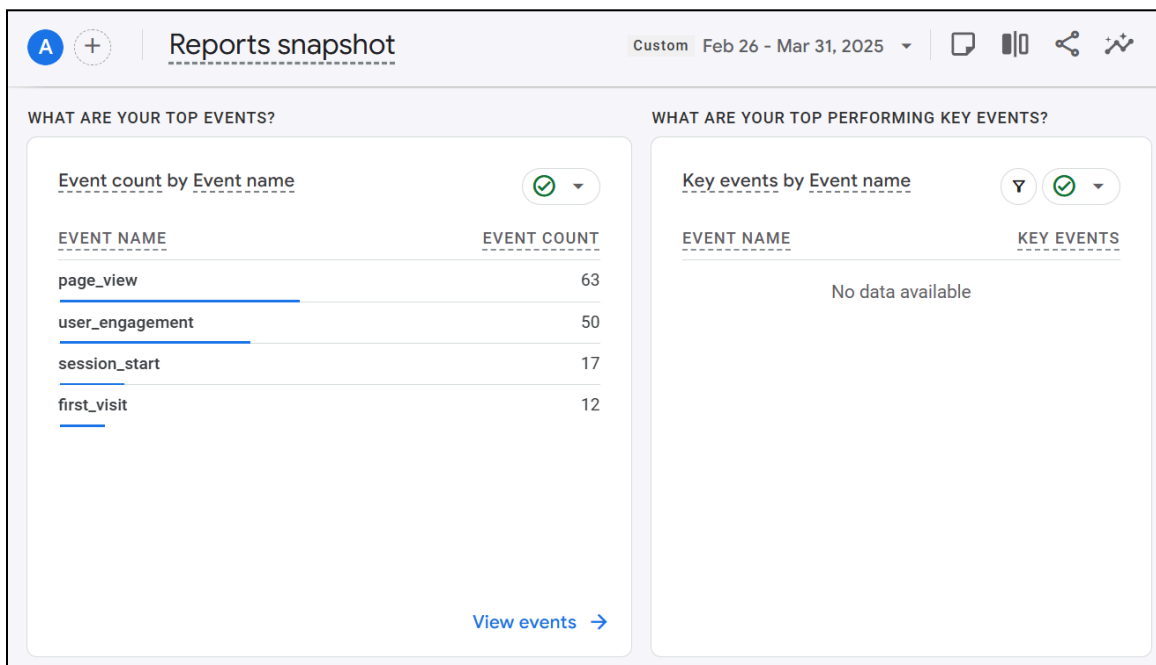 A + Reports snapshot Custom Feb 26 - Mar 31, 2025
WHAT ARE YOUR TOP EVENTS?
Event count by Event name
EVENT NAME EVENT COUNT
page_view 63
user_engagement 50
session_start 17
first_visit 12
View events →
WHAT ARE YOUR TOP PERFORMING KEY EVENTS?
Key events by Event name
EVENT NAME KEY EVENTS
No data available